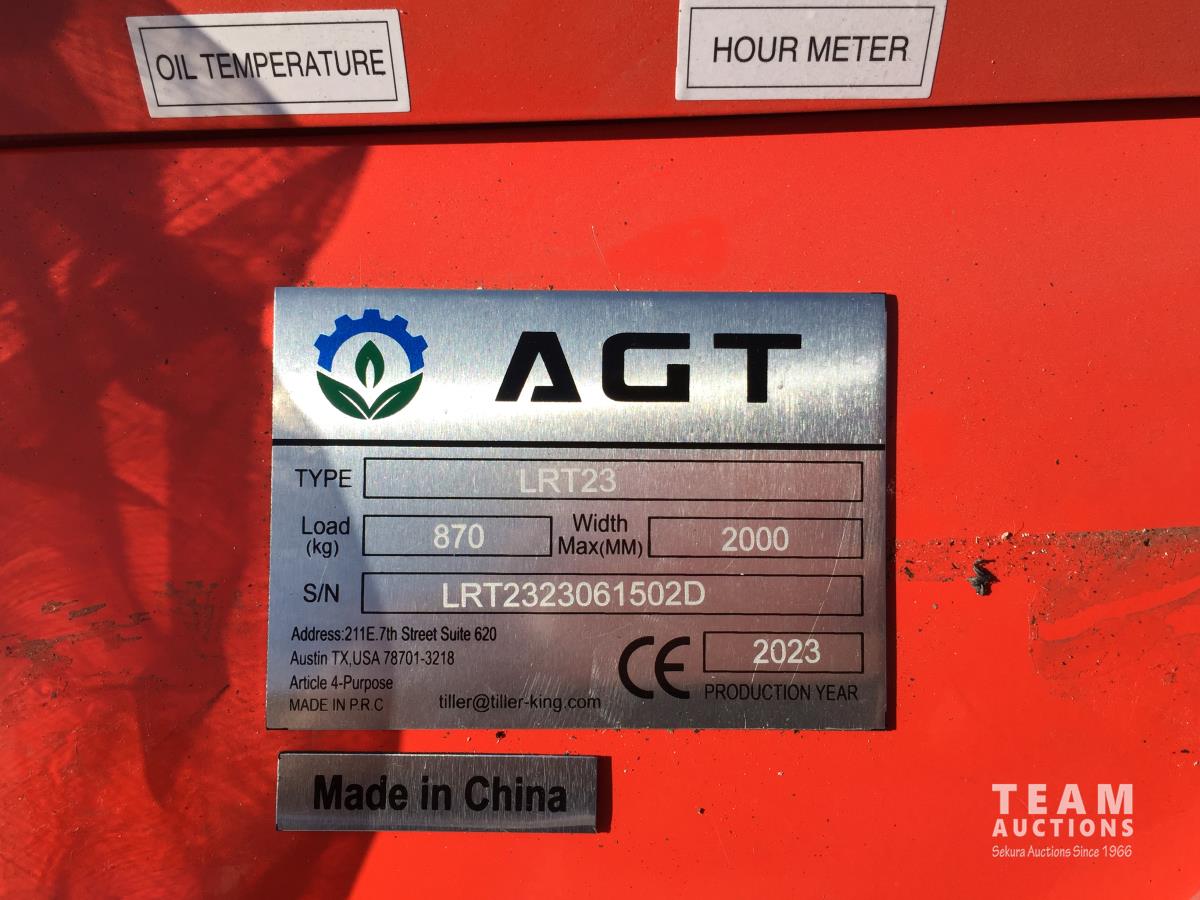 OIL TEMPERATURE
HOUR METER
AGT
TYPE LRT23
Load (kg) 870 Width Max(MM) 2000
S/N LRT2323061502D
Address:211E.7th Street Suite 620
Austin TX,USA 78701-3218
Article 4-Purpose
MADE IN P.R.C
tiller@tiller-king.com
CE 2023
PRODUCTION YEAR
Made in China
TEAM
AUCTIONS
Sekura Auctions Since 1966